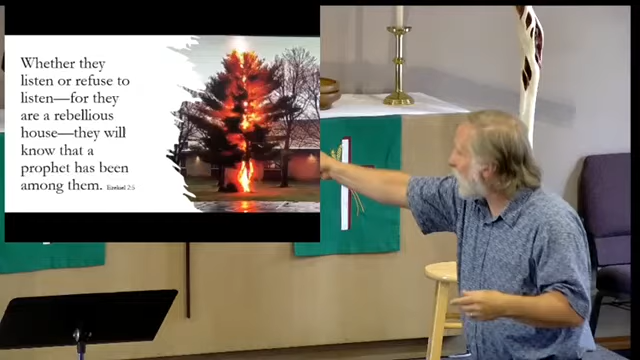 Whether they
listen or refuse to
listen—for they
are a rebellious
house—they will
know that a
prophet has been
among them. Ezekiel 2:5